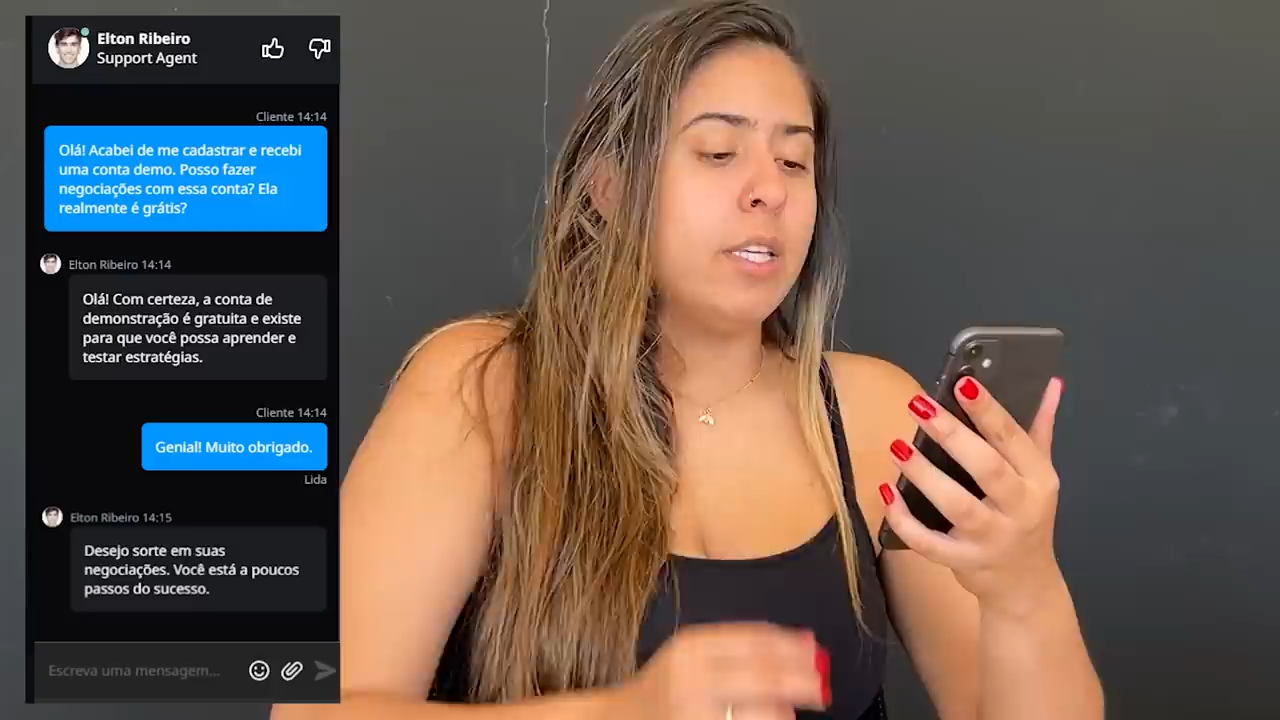 Elton Ribeiro
Support Agent
Cliente 14:14
Olá! Acabei de me cadastrar e recebi
uma conta demo. Posso fazer
negociações com essa conta? Ela
realmente é grátis?
Elton Ribeiro 14:14
Olá! Com certeza, a conta de
demonstração é gratuita e existe
para que você possa aprender e
testar estratégias.
Cliente 14:14
Genial! Muito obrigado.
Lida
Elton Ribeiro 14:15
Desejo sorte em suas
negociações. Você está a poucos
passos do sucesso.
Escreva uma mensagem...